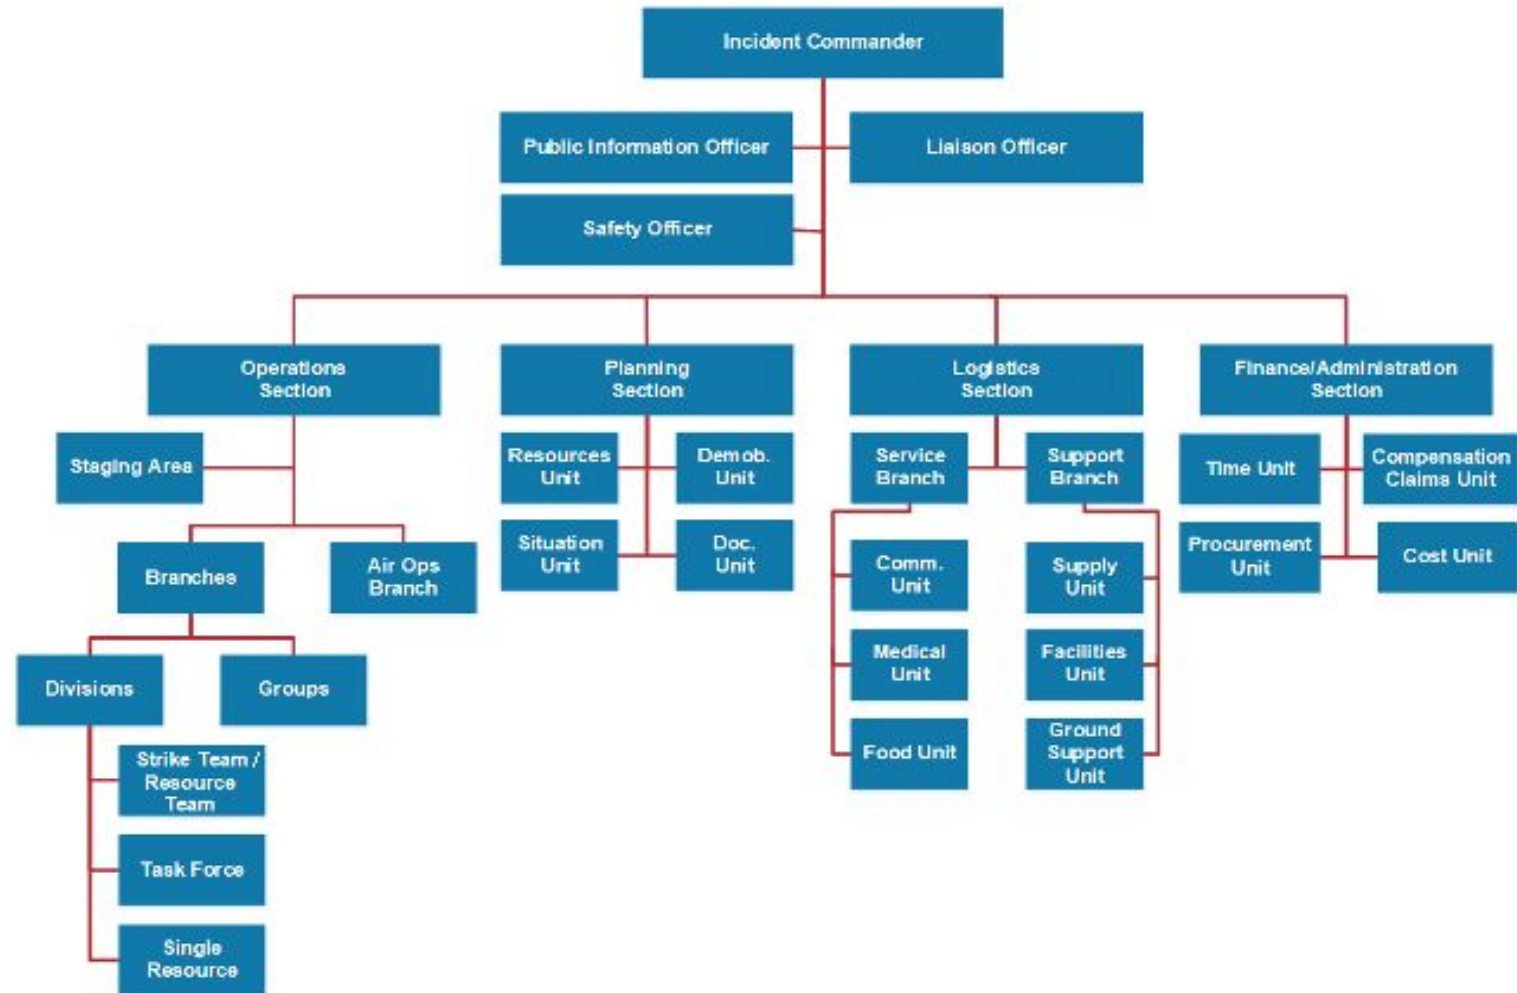 Incident Commander
Public Information Officer
Liaison Officer
Safety Officer
Operations
Section
Planning
Section
Logistics
Section
Finance/Administration
Section
Staging Area
Branches
Air Ops
Branch
Divisions
Groups
Strike Team /
Resource
Team
Task Force
Single
Resource
Resources
Unit
Demob.
Unit
Situation
Unit
Doc.
Unit
Service
Branch
Support
Branch
Comm.
Unit
Supply
Unit
Medical
Unit
Facilities
Unit
Food Unit
Ground
Support
Unit
Time Unit
Compensation
Claims Unit
Procurement
Unit
Cost Unit